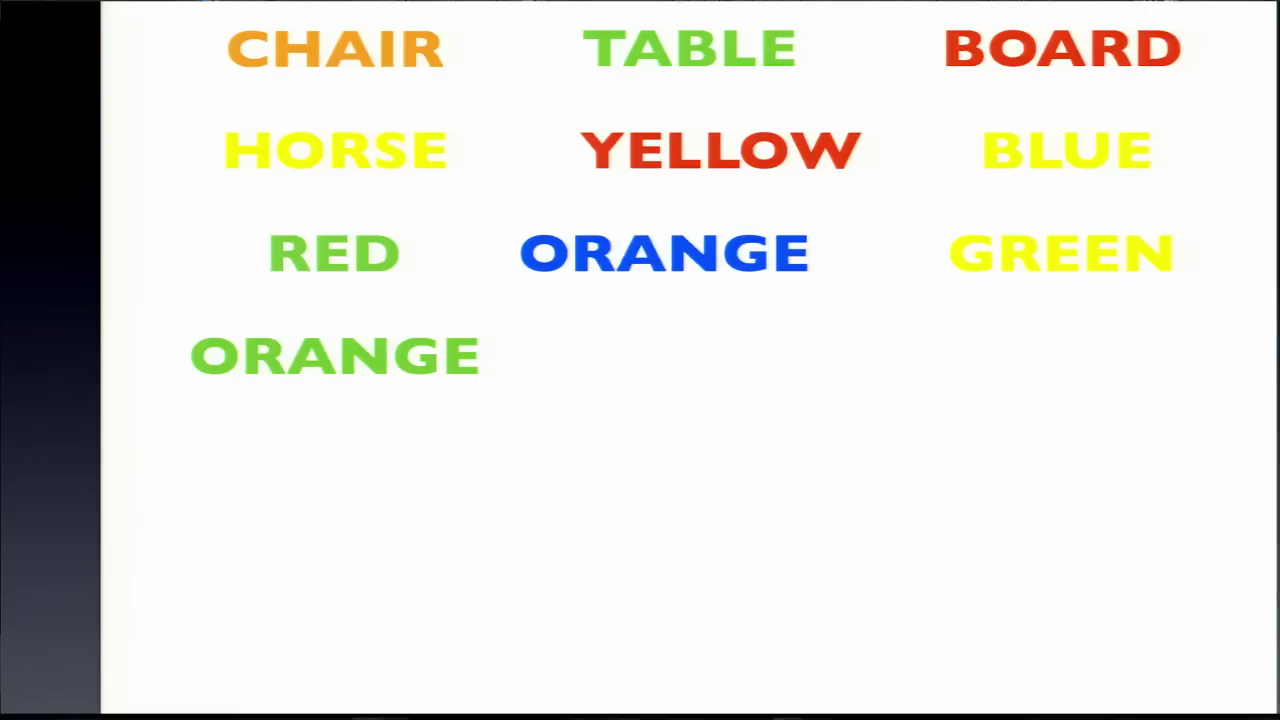 CHAIR TABLE BOARD
HORSE YELLOW BLUE
RED ORANGE GREEN
ORANGE